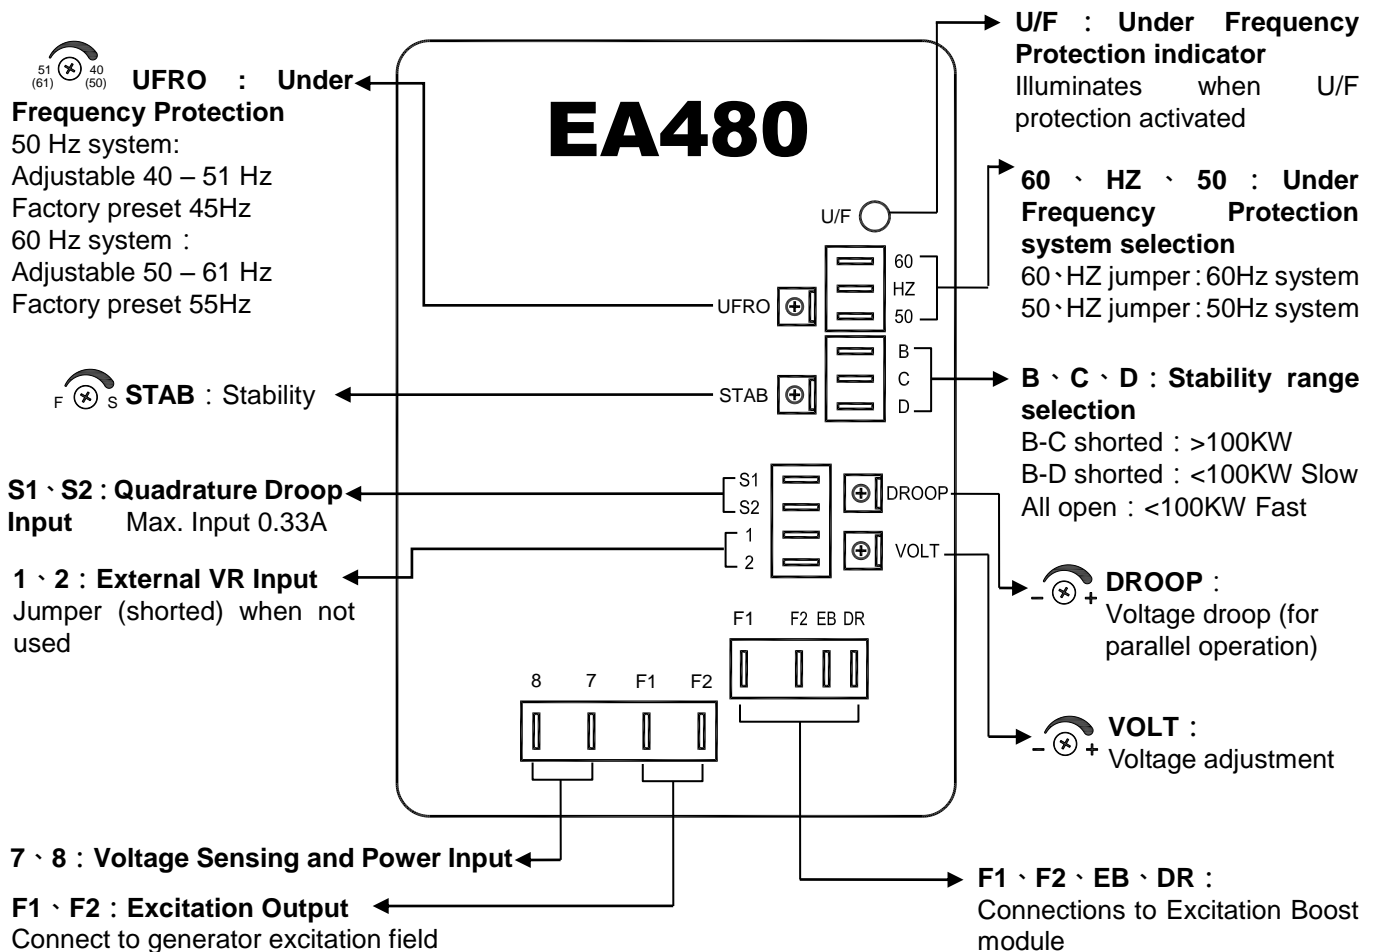 51 40
(61) (50)
UFRO : Under
Frequency Protection
50 Hz system:
Adjustable 40 – 51 Hz
Factory preset 45Hz
60 Hz system：
Adjustable 50 – 61 Hz
Factory preset 55Hz
F S STAB：Stability
S1、S2：Quadrature Droop
Input Max. Input 0.33A
1、2：External VR Input
Jumper (shorted) when not
used
7、8：Voltage Sensing and Power Input
F1、F2：Excitation Output
Connect to generator excitation field
EA480
U/F
60
HZ
50
UFRO
B
C
D
STAB
S1
S2
1
2
DROOP
VOLT
F1 F2 EB DR
8 7 F1 F2
U/F : Under Frequency
Protection indicator
Illuminates when U/F
protection activated
60、HZ、50：Under
Frequency Protection
system selection
60、HZ jumper：60Hz system
50、HZ jumper：50Hz system
B、C、D：Stability range
selection
B-C shorted：>100KW
B-D shorted：<100KW Slow
All open：<100KW Fast
– + DROOP：
Voltage droop (for
parallel operation)
– + VOLT：
Voltage adjustment
F1、F2、EB、DR：
Connections to Excitation Boost
module